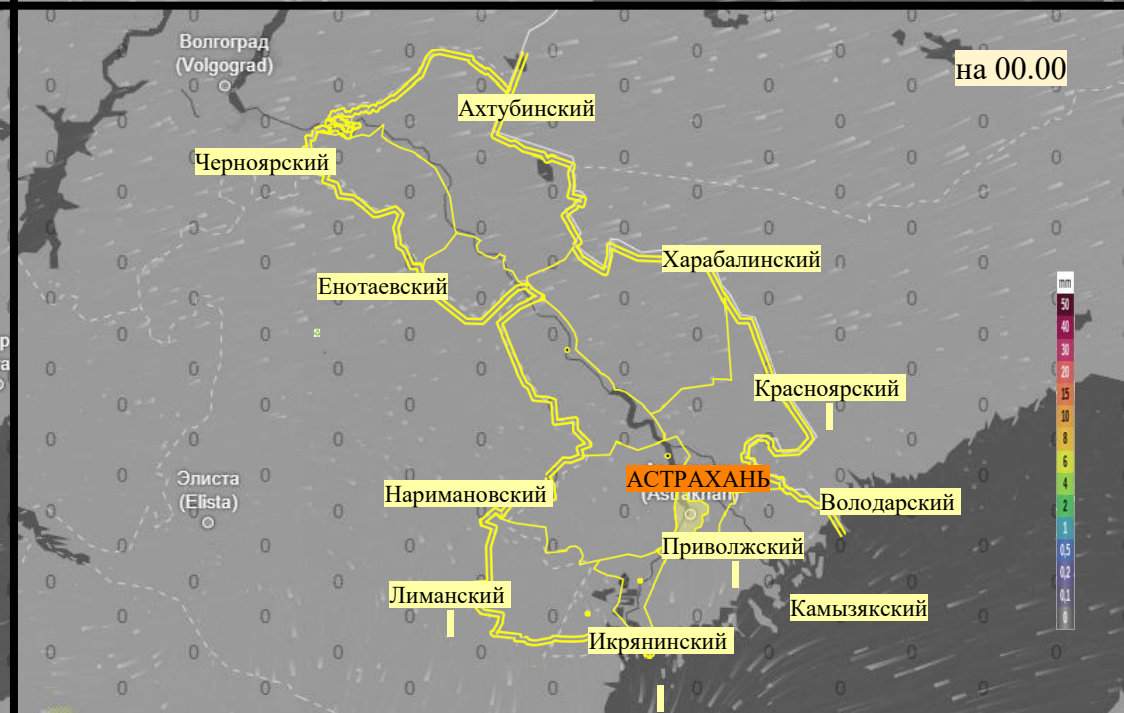 Волгоград
(Volgograd)
на 00.00
Ахтубинский
Черноярский
Харабалинский
Енотаевский
mm
50
40
30
20
15
10
8
6
4
2
1
0,5
0,2
0,1
0
Красноярский
Элиста
(Elista)
АСТРАХАНЬ
(Astrakhan)
Наримановский
Володарский
Приволжский
Лиманский
Камызякский
Икрянинский